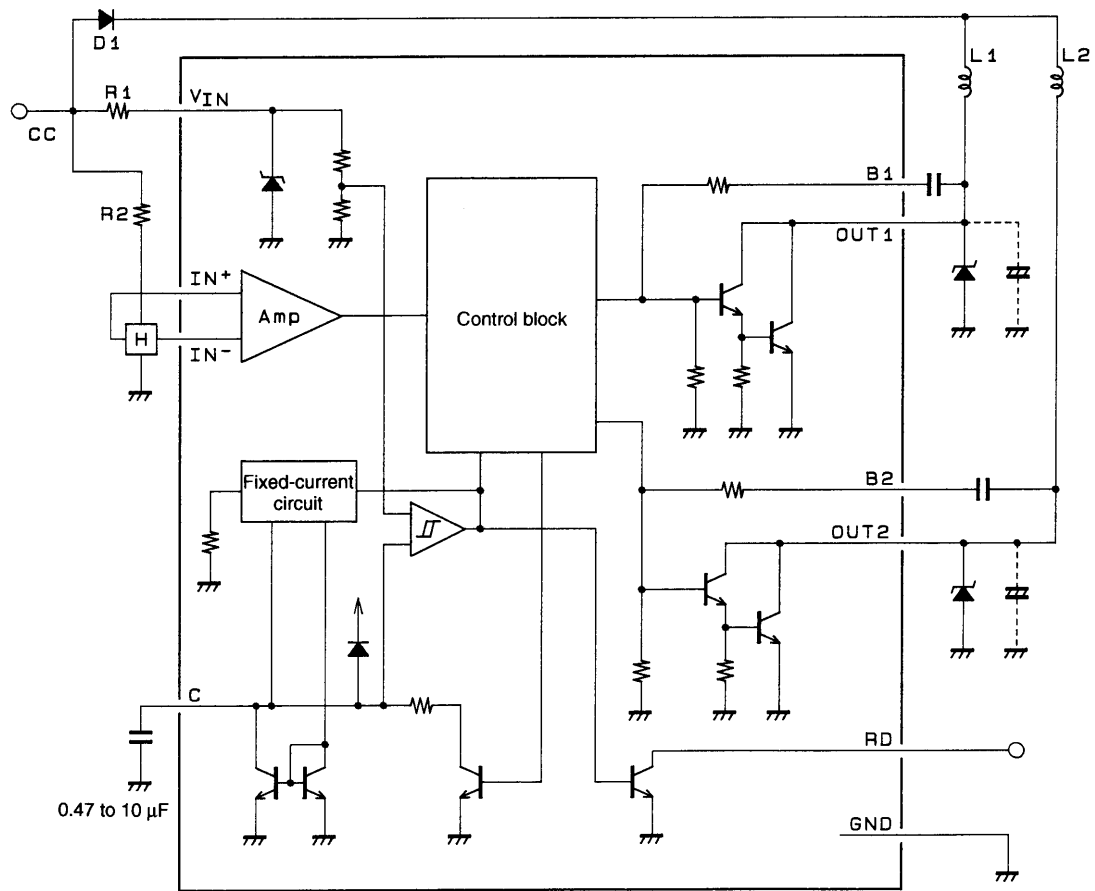 D1
L1
L2
R1
VIN
CC
B1
R2
OUT1
IN+
Amp
Control block
H
IN-
Fixed-current
circuit
B2
OUT2
C
RD
0.47 to 10 μF
GND